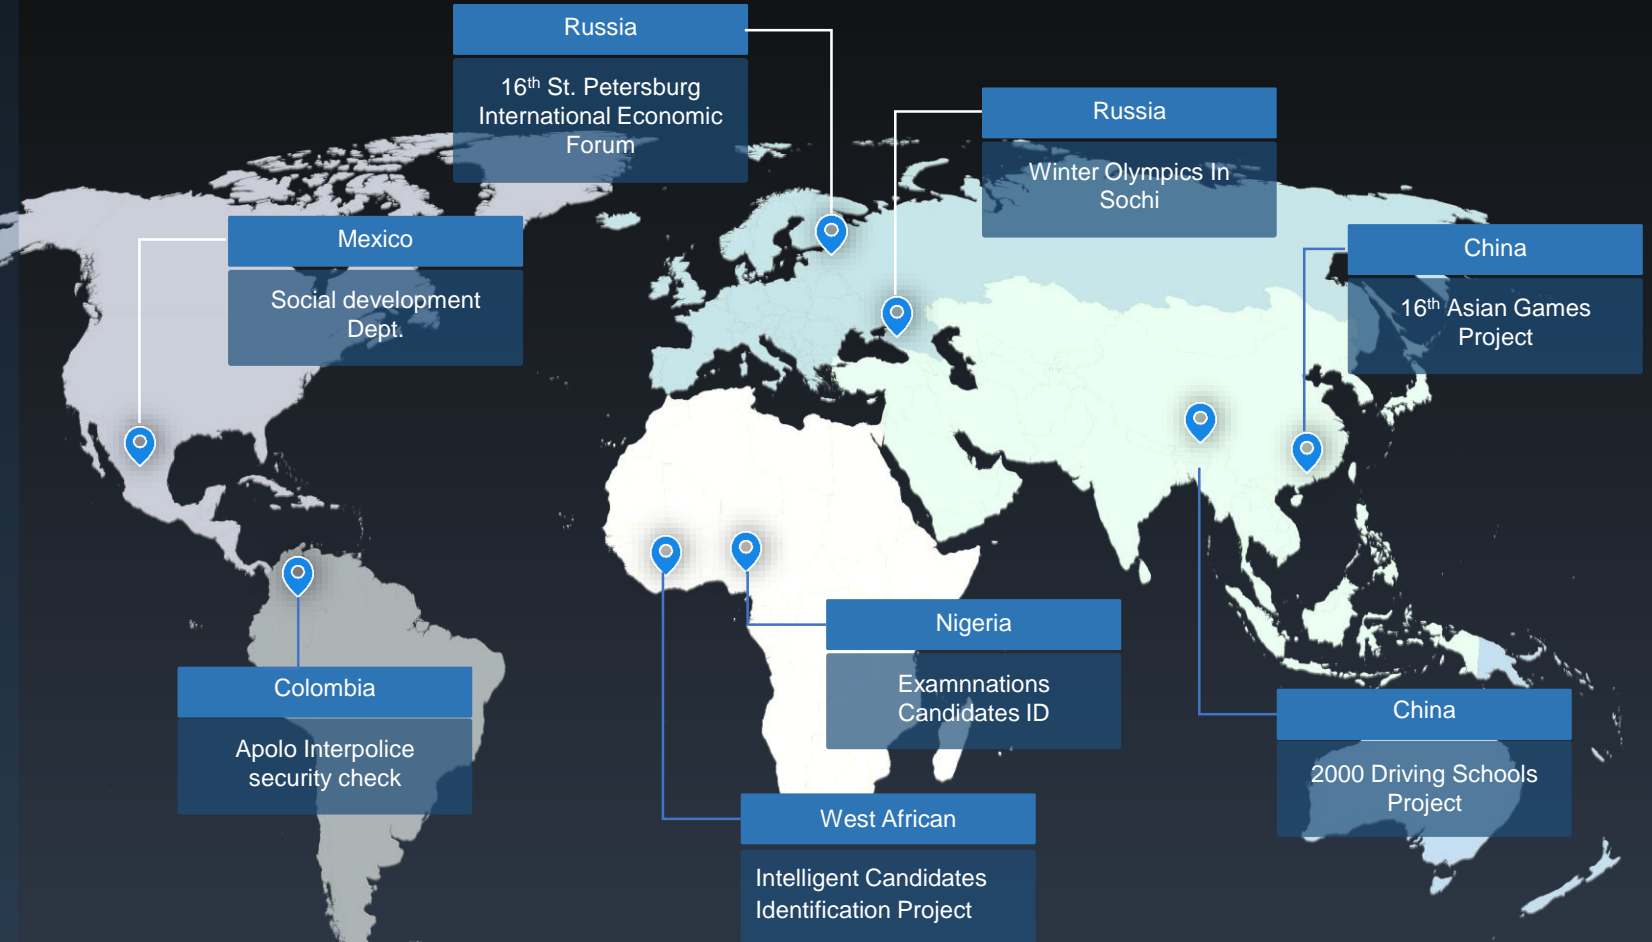 Russia
16th St. Petersburg
International Economic
Forum
Russia
Winter Olympics In
Sochi
Mexico
Social development
Dept.
China
16th Asian Games
Project
Nigeria
Examnnations
Candidates ID
Colombia
Apolo Interpolice
security check
China
2000 Driving Schools
Project
West African
Intelligent Candidates
Identification Project